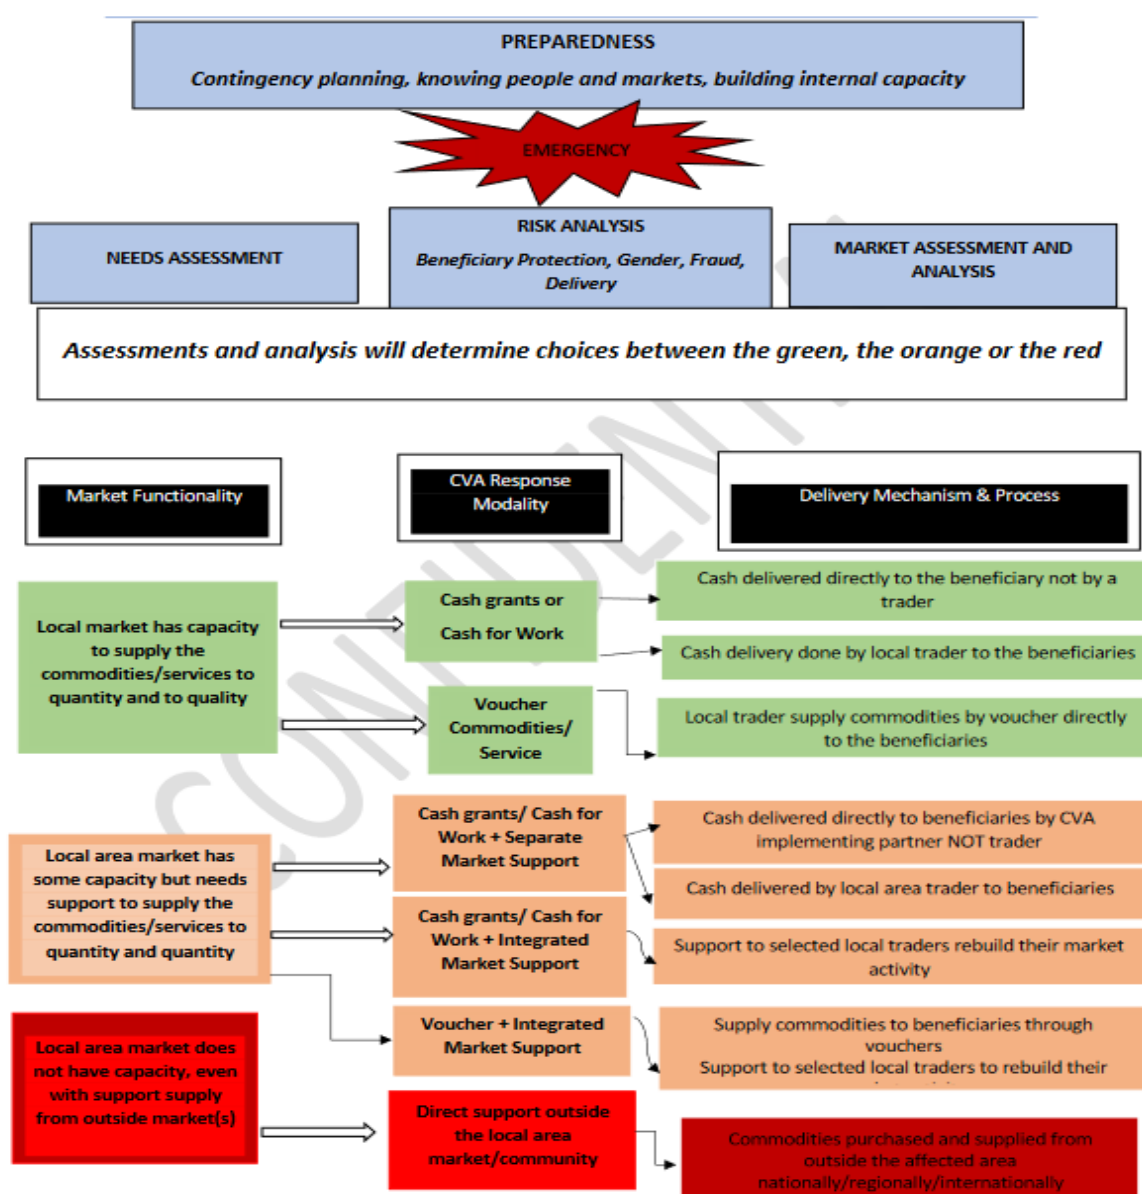 PREPAREDNESS
Contingency planning, knowing people and markets, building internal capacity
EMERGENCY
NEEDS ASSESSMENT
RISK ANALYSIS
Beneficiary Protection, Gender, Fraud,
Delivery
MARKET ASSESSMENT AND
ANALYSIS
Assessments and analysis will determine choices between the green, the orange or the red
Market Functionality
CVA Response
Modality
Delivery Mechanism & Process
Local market has capacity
to supply the
commodities/services to
quantity and to quality
Cash grants or
Cash for Work
Cash delivered directly to the beneficiary not by a
trader
Cash delivery done by local trader to the beneficiaries
Voucher
Commodities/
Service
Local trader supply commodities by voucher directly
to the beneficiaries
Local area market has
some capacity but needs
support to supply the
commodities/services to
quantity and quantity
Cash grants/ Cash for
Work + Separate
Market Support
Cash delivered directly to beneficiaries by CVA
implementing partner NOT trader
Cash delivered by local area trader to beneficiaries
Cash grants/ Cash for
Work + Integrated
Market Support
Support to selected local traders rebuild their market
activity
Voucher + Integrated
Market Support
Supply commodities to beneficiaries through
vouchers
Support to selected local traders to rebuild their
Local area market does
not have capacity, even
with support supply
from outside market(s)
Direct support outside
the local area
market/community
Commodities purchased and supplied from
outside the affected area
nationally/regionally/internationally
CONFIDENTIAL